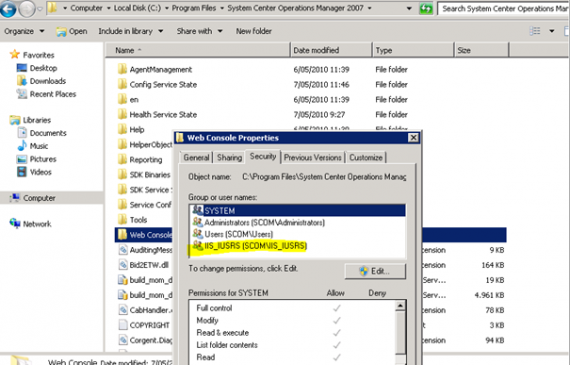 Computer ▸ Local Disk (C:) ▸ Program Files ▸ System Center Operations Manager 2007 ▸
Search System Center Operations Man
Organize Open Include in library Share with New folder
Name Date modified Type Size
Favorites
Desktop
Downloads
Recent Places
Libraries
Documents
Music
Pictures
Videos
Computer
Network
AgentManagement 6/05/2010 11:39 File folder
Config Service State 7/05/2010 11:46 File folder
en 6/05/2010 11:39 File folder
Health Service State 6/05/2010 9:27 File folder
Help
HelperObject
Reporting
SDK Binaries
SDK Service
Service Conf
Tools
Web Console
AuditingMess ension 9 KB
Bid2ETW.dll ension 164 KB
build_mom_d Serv... 19 KB
build_mom_d Serv... 4.961 KB
CabHandler. ension 78 KB
COPYRIGHT t 3 KB
Corgent.Diag ension 94 KB
Web Console Properties
General Sharing Security Previous Versions Customize
Object name: C:\Program Files\System Center Operations Manag
Group or user names:
SYSTEM
Administrators (SCOM\Administrators)
Users (SCOM\Users)
IIS_IUSRS (SCOM\IIS_IUSRS)
To change permissions, click Edit.
Edit...
Permissions for SYSTEM Allow Deny
Full control
Modify
Read & execute
List folder contents
Read
Web Console Date modified: 7/05/